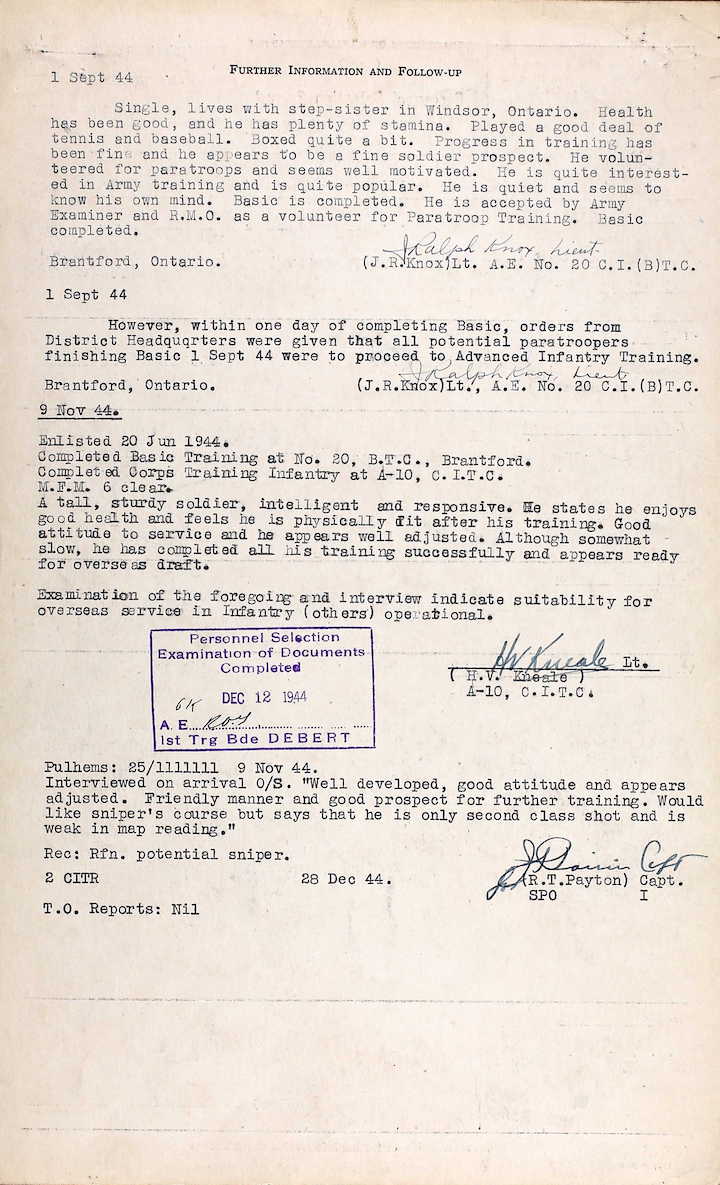 FURTHER INFORMATION AND FOLLOW-UP
1 Sept 44
Single, lives with step-sister in Windsor, Ontario. Health
has been good, and he has plenty of stamina. Played a good deal of
tennis and baseball. Boxed quite a bit. Progress in training has
been fine and he appears to be a fine soldier prospect. He volun-
teered for paratroops and seems well motivated. He is quite interest-
ed in Army training and is quite popular. He is quiet and seems to
know his own mind. Basic is completed. He is accepted by Army
Examiner and R.M.O. as a volunteer for Paratroop Training. Basic
completed.
J Ralph Knox, Lieut
Brantford, Ontario. (J.R.Knox)Lt. A.E. No. 20 C.I.(B)T.C.
1 Sept 44
However, within one day of completing Basic, orders from
District Headquqrters were given that all potential paratroopers
finishing Basic 1 Sept 44 were to proceed to Advanced Infantry Training.
J Ralph Knox, Lieut
Brantford, Ontario. (J.R.Knox)Lt., A.E. No. 20 C.I.(B)T.C.
9 Nov 44.
Enlisted 20 Jun 1944.
Completed Basic Training at No. 20, B.T.C., Brantford.
Completed Corps Training Infantry at A-10, C.I.T.C.
M.F.M. 6 clear.
A tall, sturdy soldier, intelligent and responsive. He states he enjoys
good health and feels he is physically fit after his training. Good
attitude to service and he appears well adjusted. Although somewhat
slow, he has completed all his training successfully and appears ready
for overseas draft.
Examination of the foregoing and interview indicate suitability for
overseas service in Infantry (others) operational.
Personnel Selection
Examination of Documents
Completed
DEC 12 1944
A. E.
1st Trg Bde DEBERT
HV Kneale Lt.
( H.V. Kneale )
A-10, C.I.T.C.
Pulhems: 25/1111111 9 Nov 44.
Interviewed on arrival O/S. "Well developed, good attitude and appears
adjusted. Friendly manner and good prospect for further training. Would
like sniper's course but says that he is only second class shot and is
weak in map reading."
Rec: Rfn. potential sniper.
Capt
2 CITR 28 Dec 44. (R.T.Payton) Capt.
SPO I
T.O. Reports: Nil